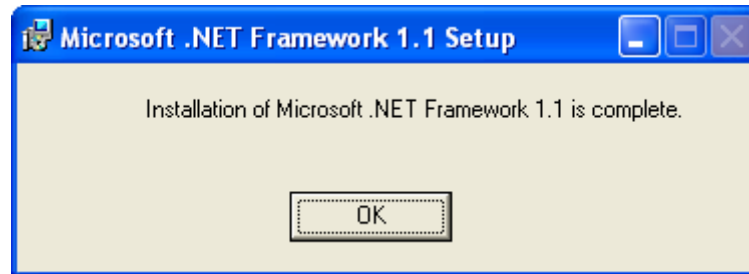 Microsoft .NET Framework 1.1 Setup
Installation of Microsoft .NET Framework 1.1 is complete.
OK